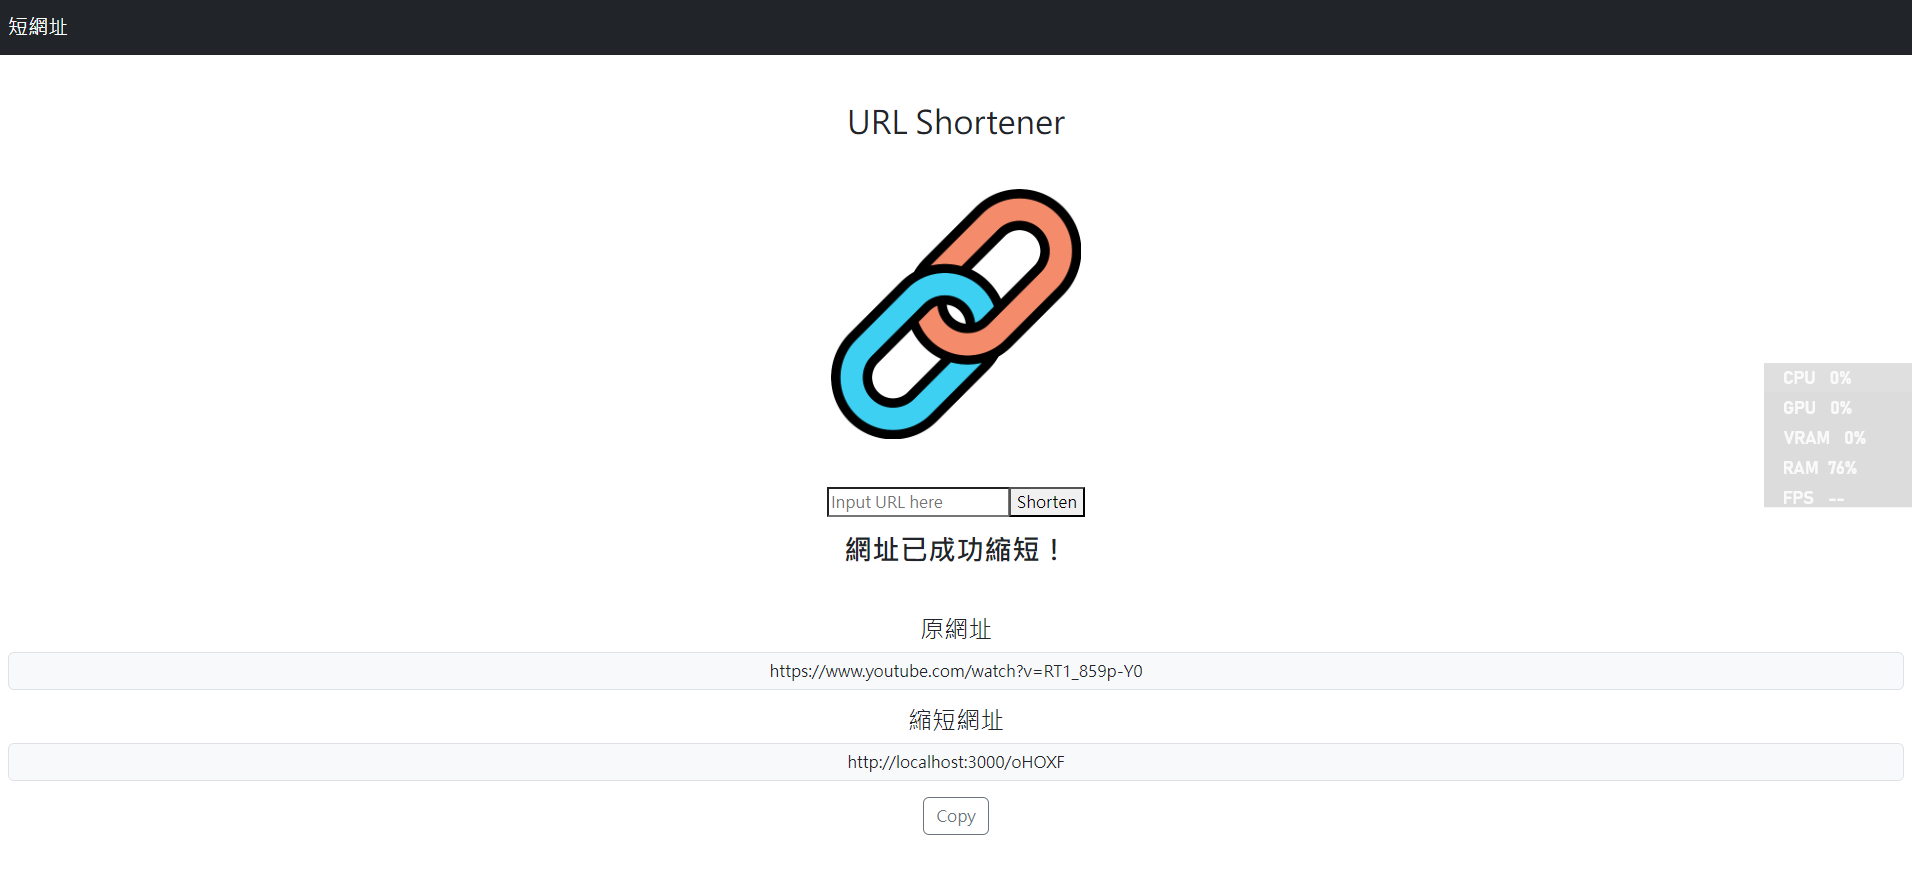 短網址
URL Shortener
CPU 0%
GPU 0%
VRAM 0%
RAM 76%
FPS --
Input URL here
Shorten
網址已成功縮短！
原網址
https://www.youtube.com/watch?v=RT1_859p-Y0
縮短網址
http://localhost:3000/oHOXF
Copy